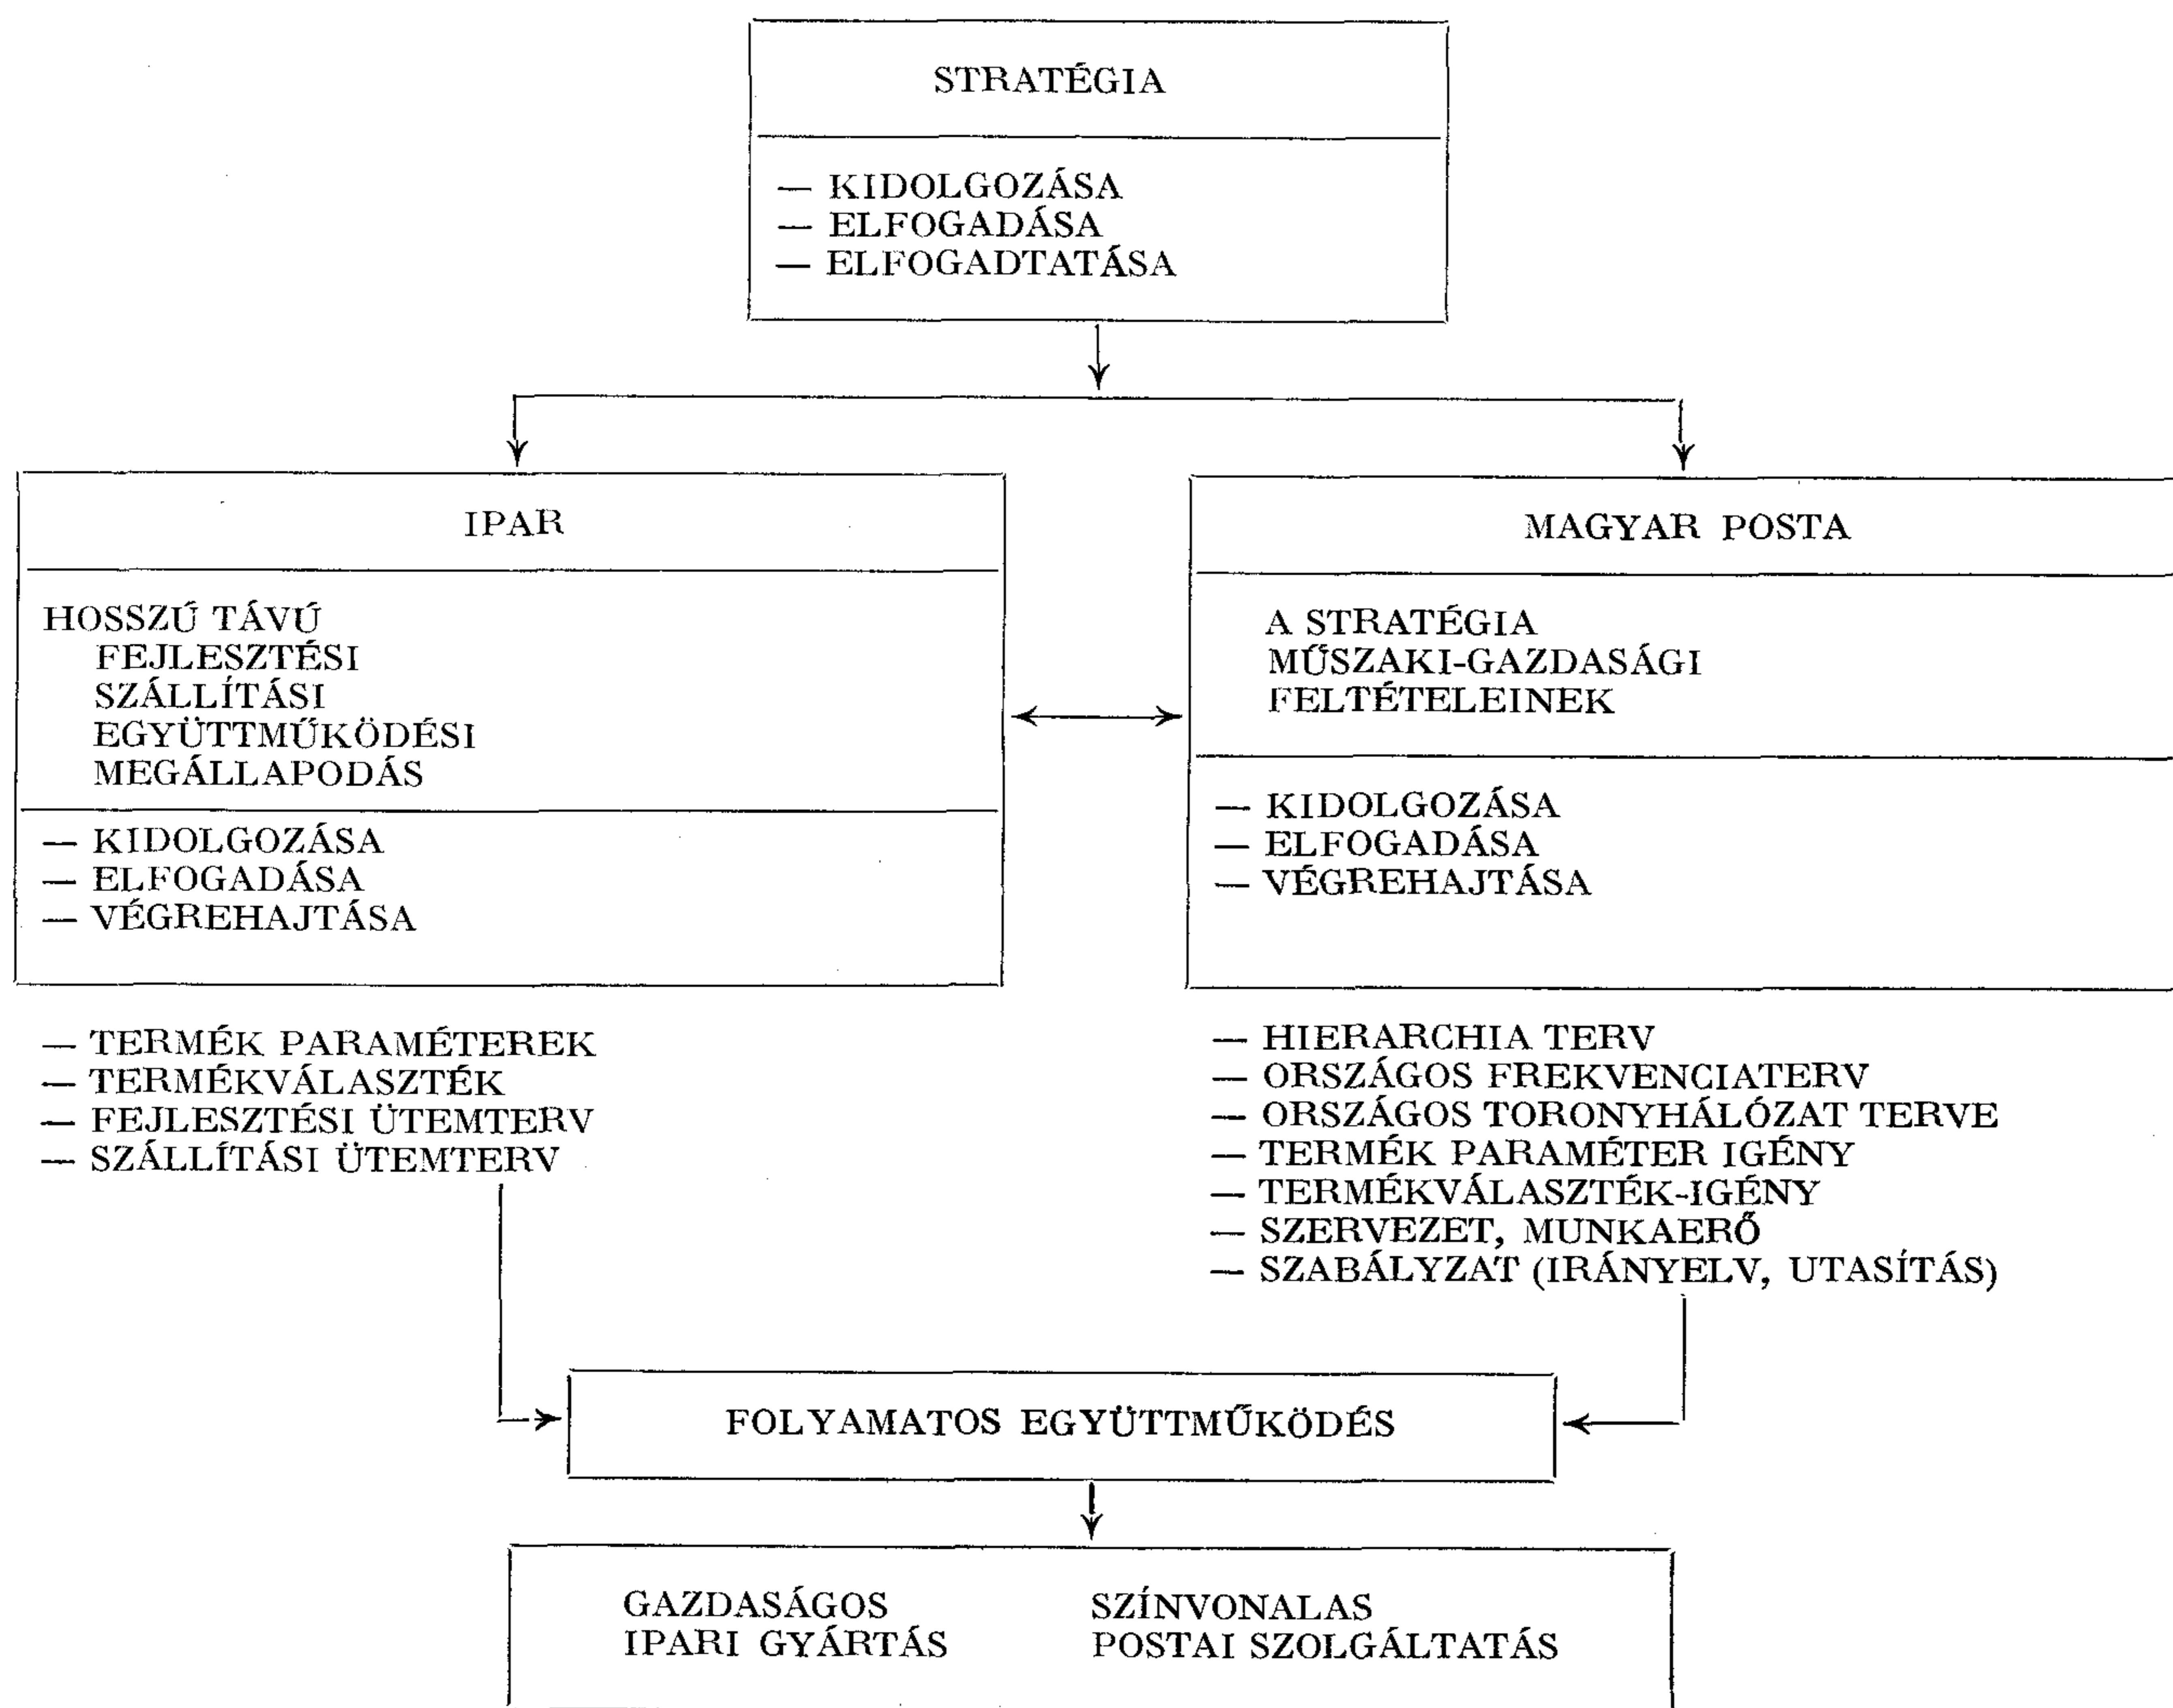 STRATÉGIA
— KIDOLGOZÁSA
— ELFOGADÁSA
— ELFOGADTATÁSA
IPAR
HOSSZÚ TÁVÚ
FEJLESZTÉSI
SZÁLLÍTÁSI
EGYÜTTMŰKÖDÉSI
MEGÁLLAPODÁS
— KIDOLGOZÁSA
— ELFOGADÁSA
— VÉGREHAJTÁSA
— TERMÉK PARAMÉTEREK
— TERMÉKVÁLASZTÉK
— FEJLESZTÉSI ÜTEMTERV
— SZÁLLÍTÁSI ÜTEMTERV
MAGYAR POSTA
A STRATÉGIA
MŰSZAKI-GAZDASÁGI
FELTÉTELEINEK
— KIDOLGOZÁSA
— ELFOGADÁSA
— VÉGREHAJTÁSA
— HIERARCHIA TERV
— ORSZÁGOS FREKVENCIATERV
— ORSZÁGOS TORONYHÁLÓZAT TERVE
— TERMÉK PARAMÉTER IGÉNY
— TERMÉKVÁLASZTÉK-IGÉNY
— SZERVEZET, MUNKAERŐ
— SZABÁLYZAT (IRÁNYELV, UTASÍTÁS)
FOLYAMATOS EGYÜTTMŰKÖDÉS
GAZDASÁGOS
IPARI GYÁRTÁS
SZÍNVONALAS
POSTAI SZOLGÁLTATÁS